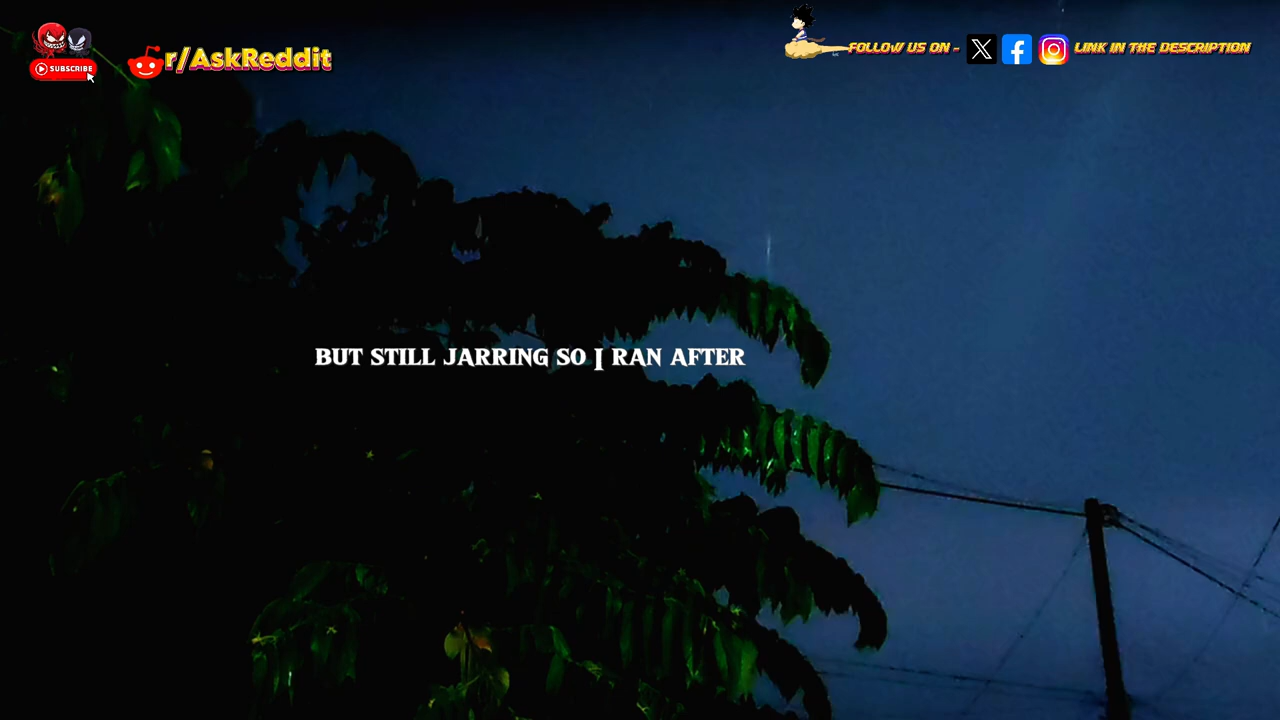 SUBSCRIBE
r/AskReddit
FOLLOW US ON -
LINK IN THE DESCRIPTION
BUT STILL JARRING SO I RAN AFTER